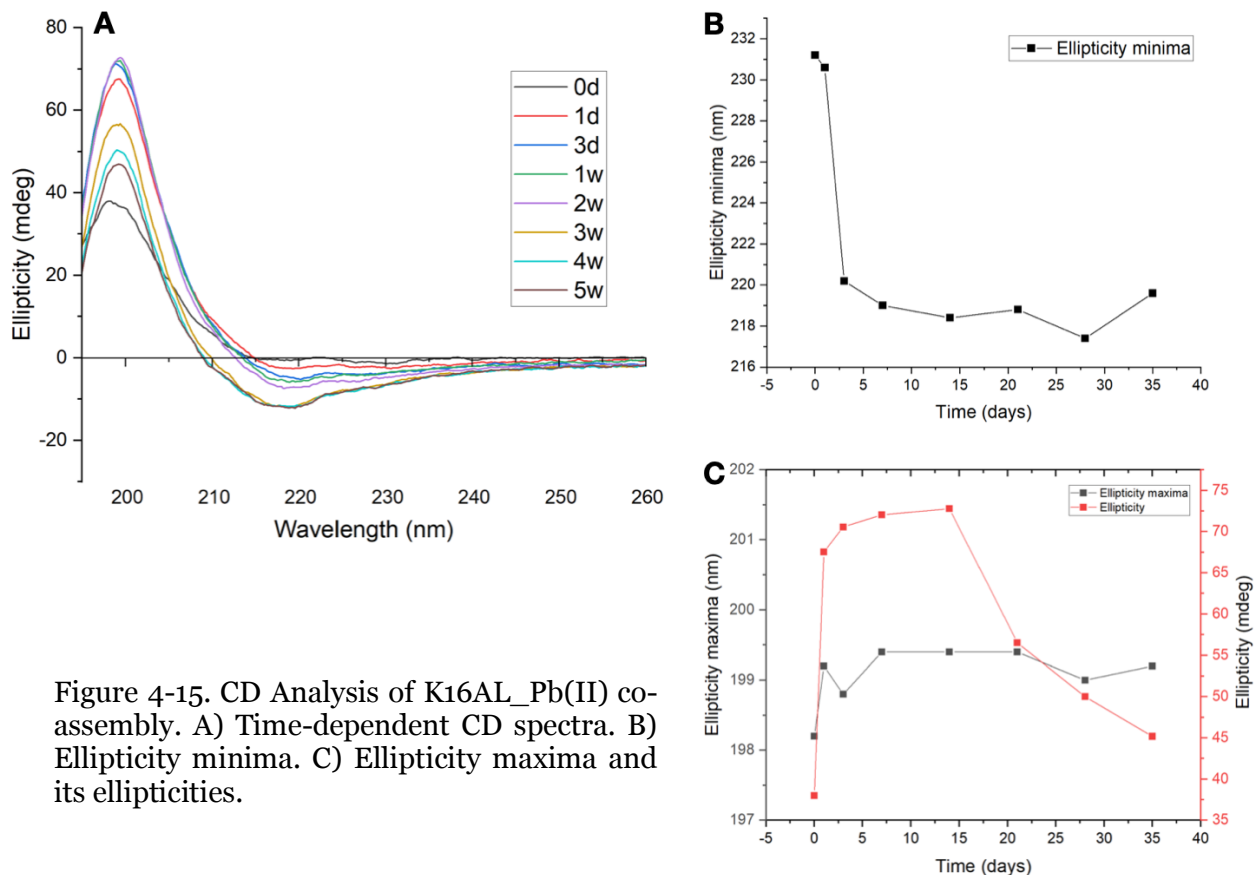 A
80
60
40
20
0
-20
Ellipticity (mdeg)
0d
1d
3d
1w
2w
3w
4w
5w
200
210
220
230
240
250
260
Wavelength (nm)
B
232
230
228
226
224
222
220
218
216
Ellipticity minima (nm)
Ellipticity minima
-5
0
5
10
15
20
25
30
35
40
Time (days)
C
202
201
200
199
198
197
Ellipticity maxima (nm)
Ellipticity maxima
Ellipticity
75
70
65
60
55
50
45
40
35
Ellipticity (mdeg)
-5
0
5
10
15
20
25
30
35
40
Time (days)
Figure 4-15. CD Analysis of K16AL_Pb(II) co-
assembly. A) Time-dependent CD spectra. B)
Ellipticity minima. C) Ellipticity maxima and
its ellipticities.